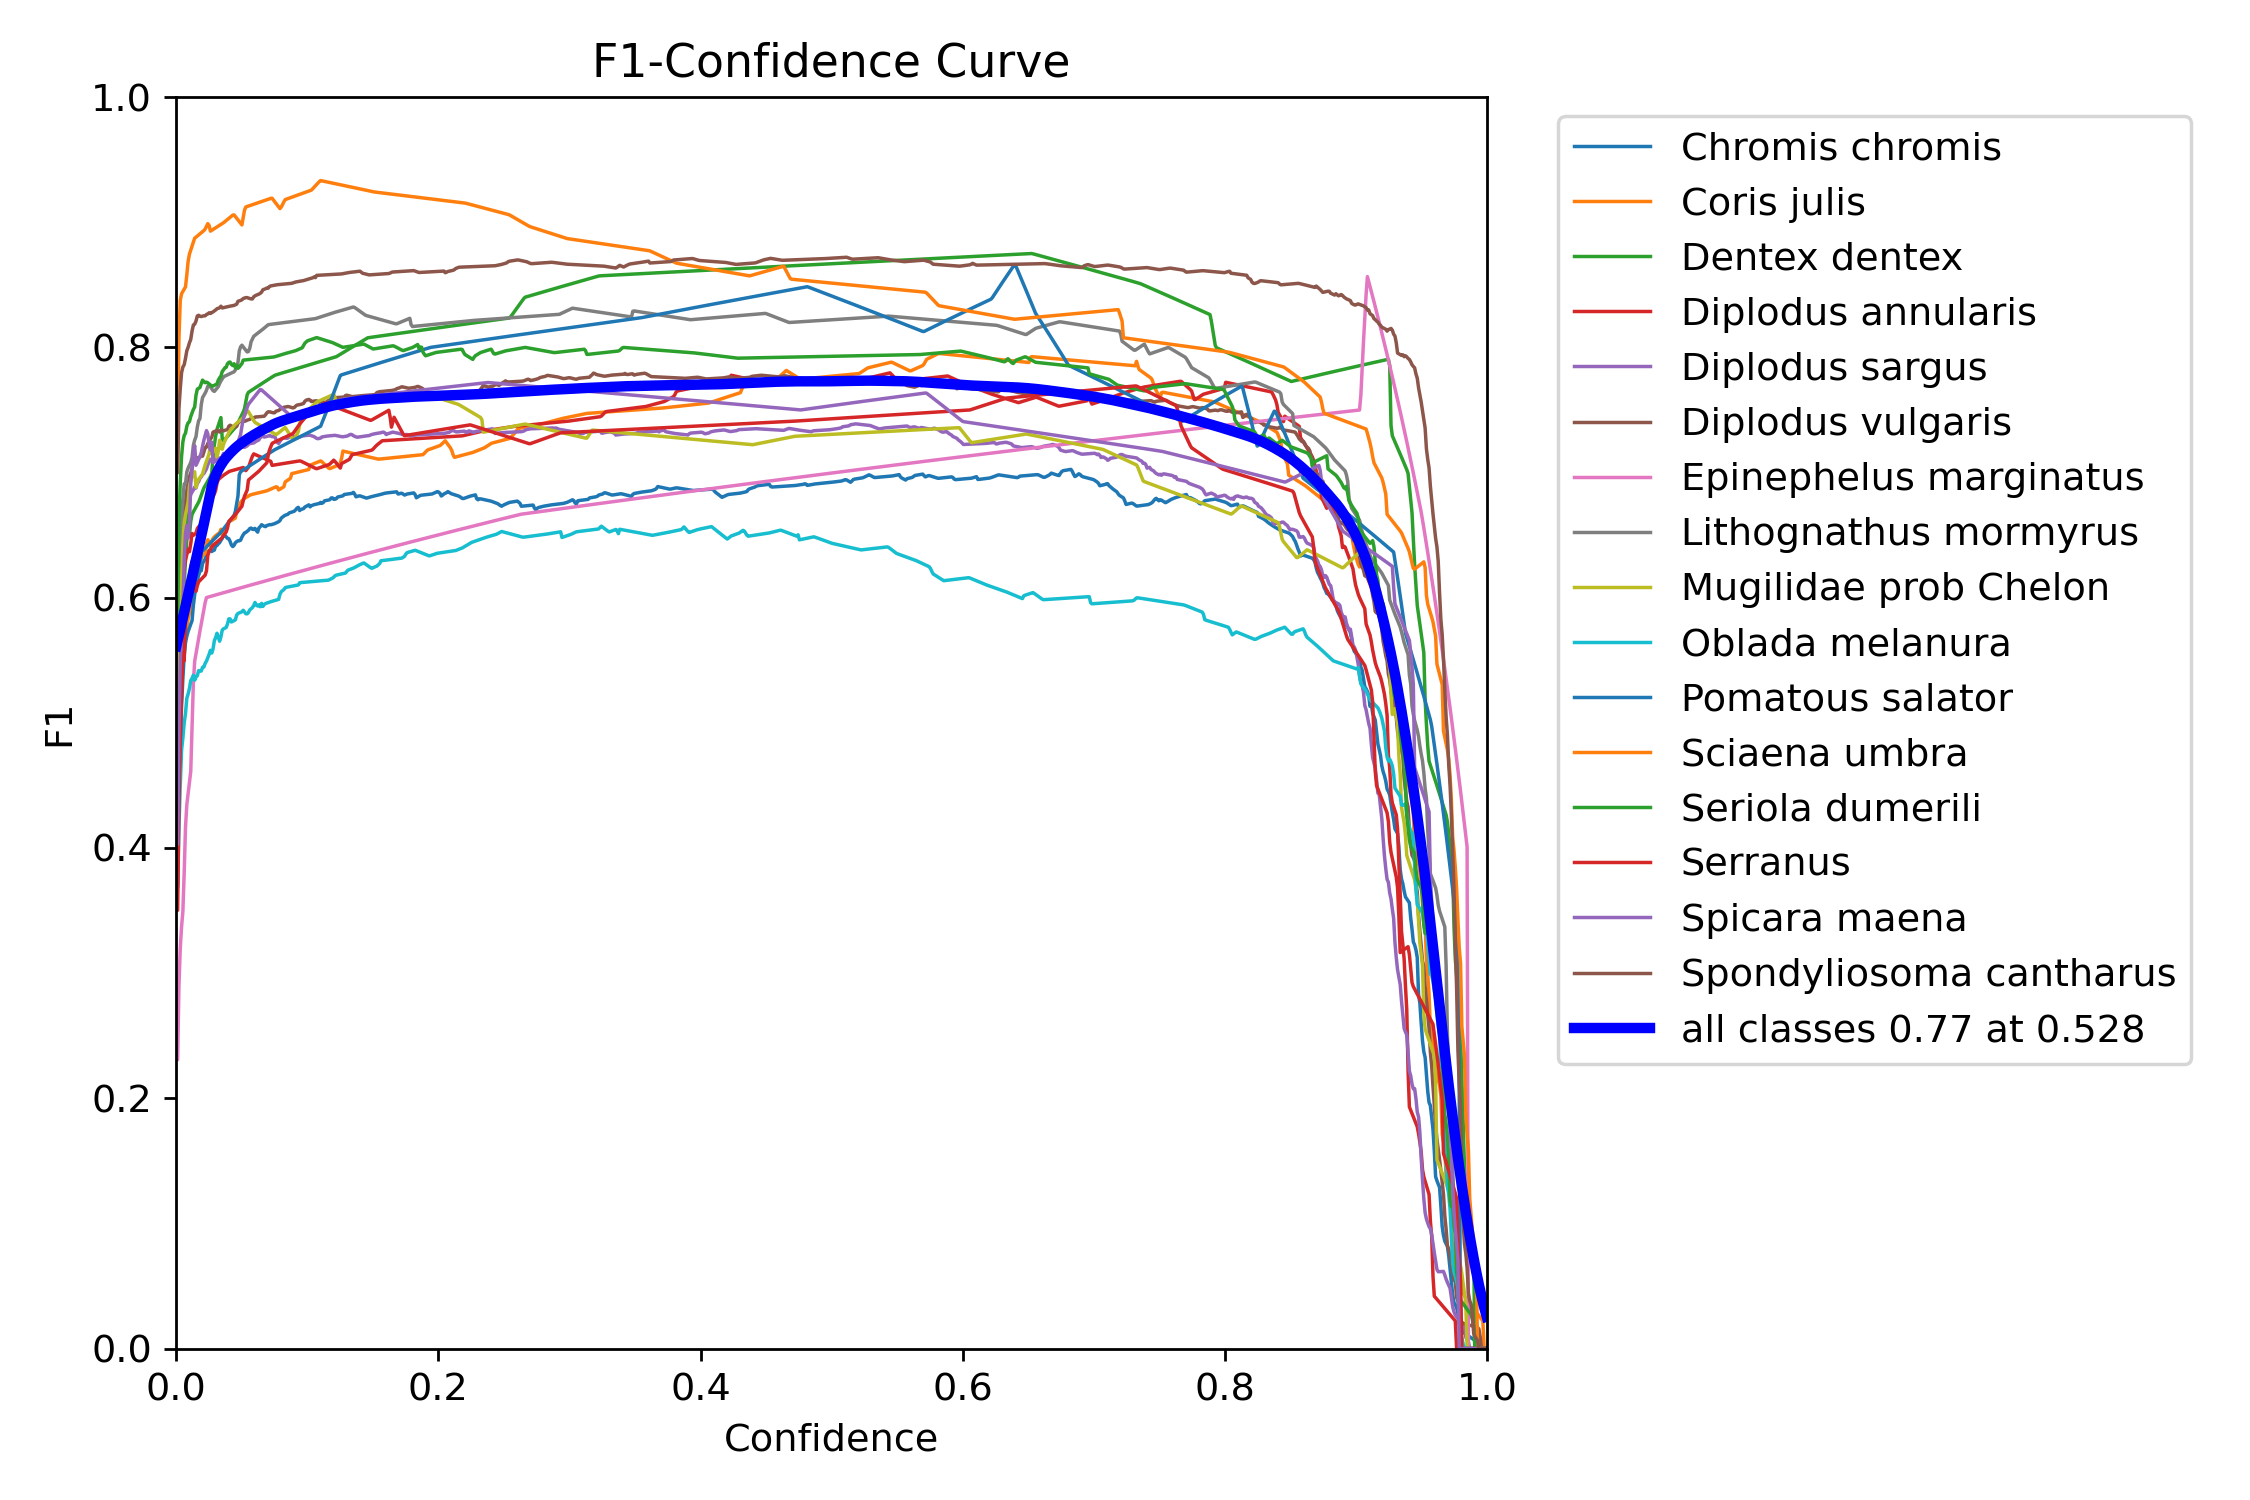 F1-Confidence Curve
1.0
0.8
0.6
0.4
0.2
0.0
F1
0.0 0.2 0.4 0.6 0.8 1.0
Confidence
Chromis chromis
Coris julis
Dentex dentex
Diplodus annularis
Diplodus sargus
Diplodus vulgaris
Epinephelus marginatus
Lithognathus mormyrus
Mugilidae prob Chelon
Oblada melanura
Pomatous salator
Sciaena umbra
Seriola dumerili
Serranus
Spicara maena
Spondyliosoma cantharus
all classes 0.77 at 0.528